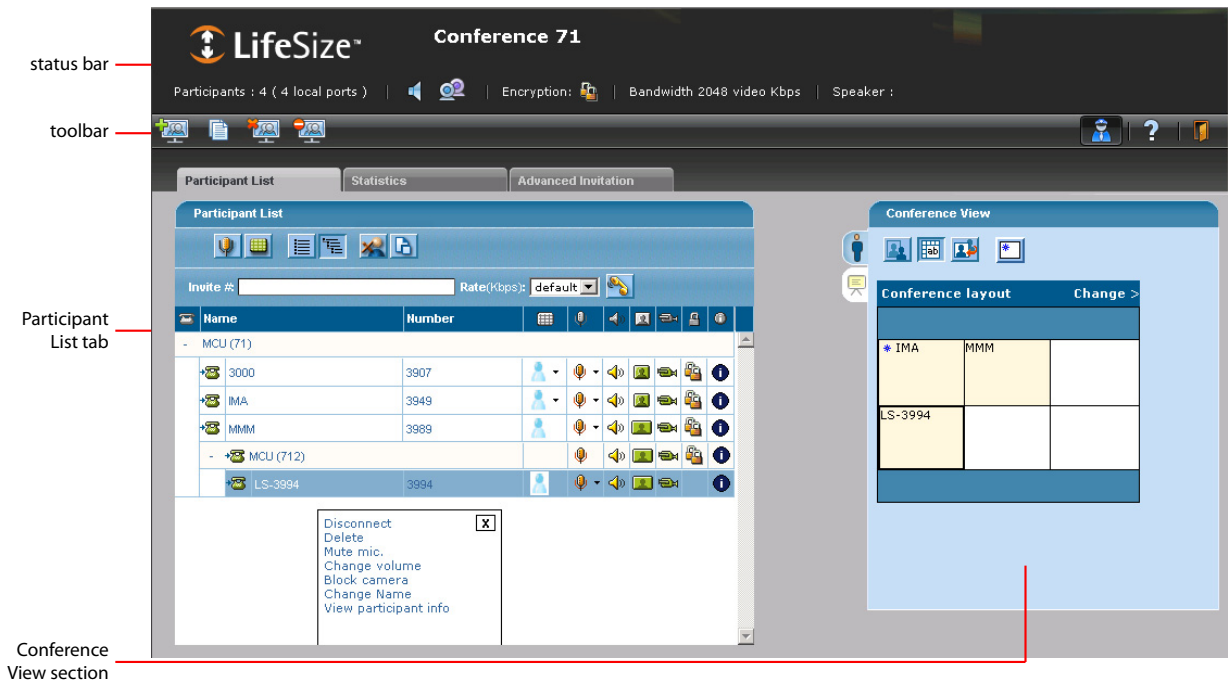 LifeSize™
Conference 71
status bar
Participants : 4 ( 4 local ports ) | | Encryption: | Bandwidth 2048 video Kbps | Speaker :
toolbar
?
Participant List
Statistics
Advanced Invitation
Participant List
Conference View
ab
*
Invite #:
Rate(Kbps): default
Conference layout
Change >
Participant
List tab
Name
Number
- MCU (71)
3000 3907
IMA 3949
MMM 3989
- MCU (712)
LS-3994 3994
* IMA
MMM
LS-3994
Disconnect
X
Delete
Mute mic.
Change volume
Block camera
Change Name
View participant info
Conference
View section